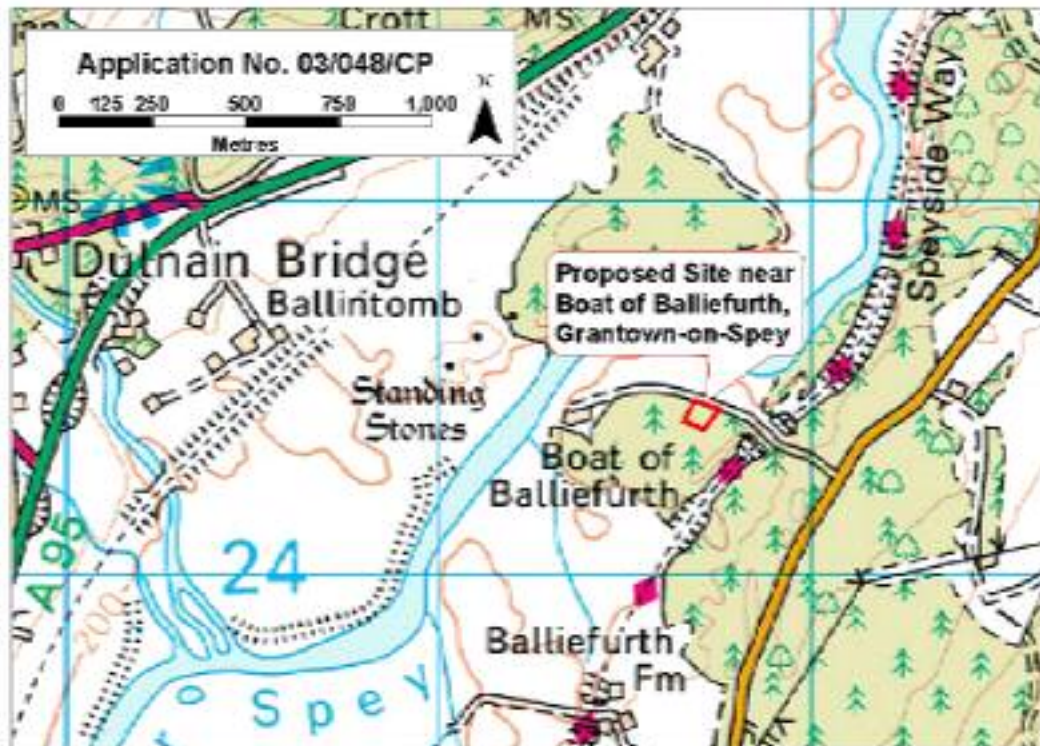 Croft
MS
Application No. 03/048/CP
N
0 125 250 500 750 1,000
Metres
MS
Dulnain Bridge
Ballintomb
Speyside Way
Proposed Site near
Boat of Balliefurth,
Grantown-on-Spey
Standing
Stones
Boat of
Balliefurth
A 95
24
200
Balliefurth
Fm
Spey